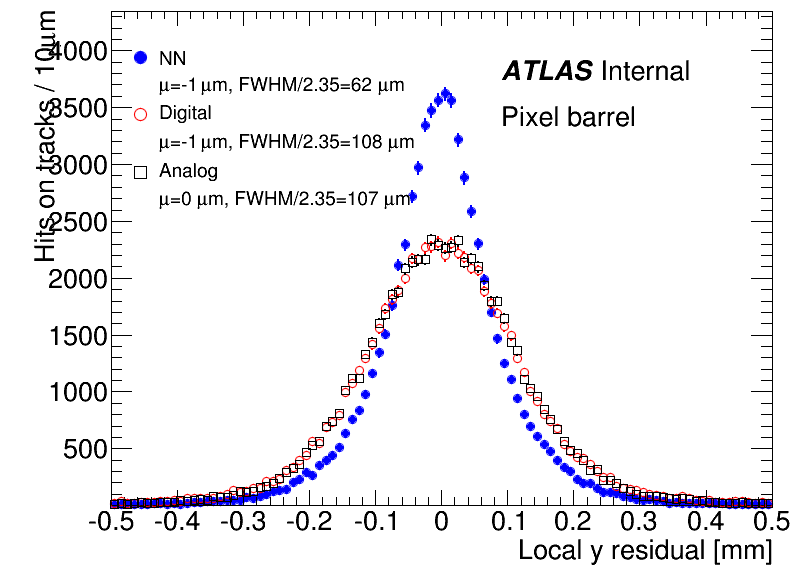 Hits on tracks / 10μm
4000
3500
3000
2500
2000
1500
1000
500
NN
μ=-1 μm, FWHM/2.35=62 μm
Digital
μ=-1 μm, FWHM/2.35=108 μm
Analog
μ=0 μm, FWHM/2.35=107 μm
ATLAS Internal
Pixel barrel
-0.5 -0.4 -0.3 -0.2 -0.1 0 0.1 0.2 0.3 0.4 0.5
Local y residual [mm]